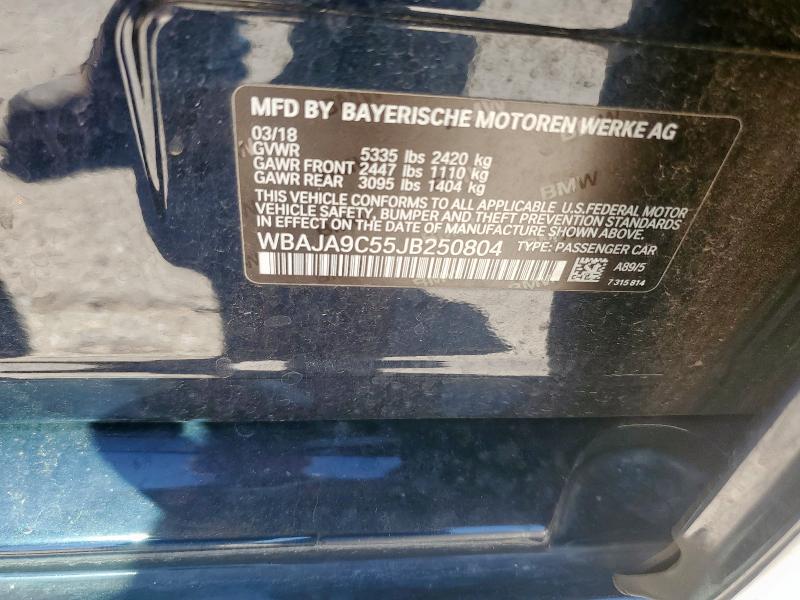 MFD BY BAYERISCHE MOTOREN WERKE AG
03/18
GVWR 5335 lbs 2420 kg
GAWR FRONT 2447 lbs 1110 kg
GAWR REAR 3095 lbs 1404 kg
THIS VEHICLE CONFORMS TO ALL APPLICABLE U.S.FEDERAL MOTOR
VEHICLE SAFETY, BUMPER AND THEFT PREVENTION STANDARDS
IN EFFECT ON THE DATE OF MANUFACTURE SHOWN ABOVE.
WBAJA9C55JB250804 TYPE: PASSENGER CAR
A89/5
7 315 814
BMW